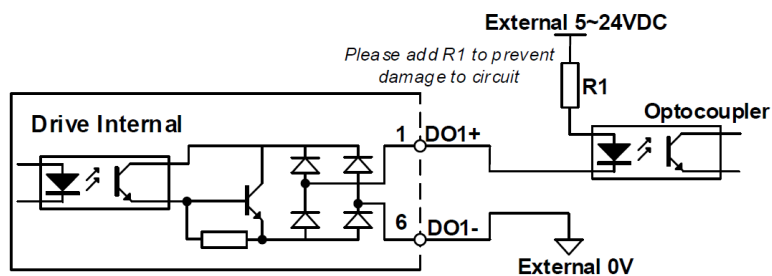 External 5~24VDC
Please add R1 to prevent
damage to circuit
R1
Optocoupler
Drive Internal
1 DO1+
6 DO1-
External 0V